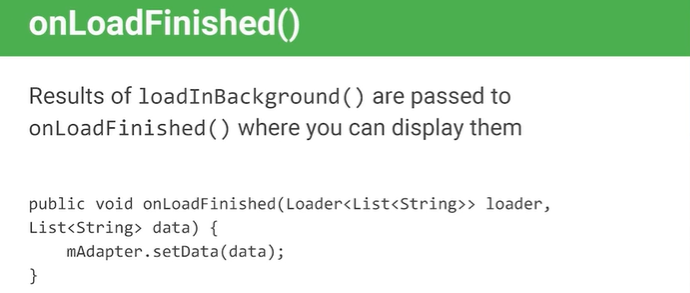 onLoadFinished()
Results of loadInBackground() are passed to
onLoadFinished() where you can display them
public void onLoadFinished(Loader<List<String>> loader,
List<String> data) {
    mAdapter.setData(data);
}